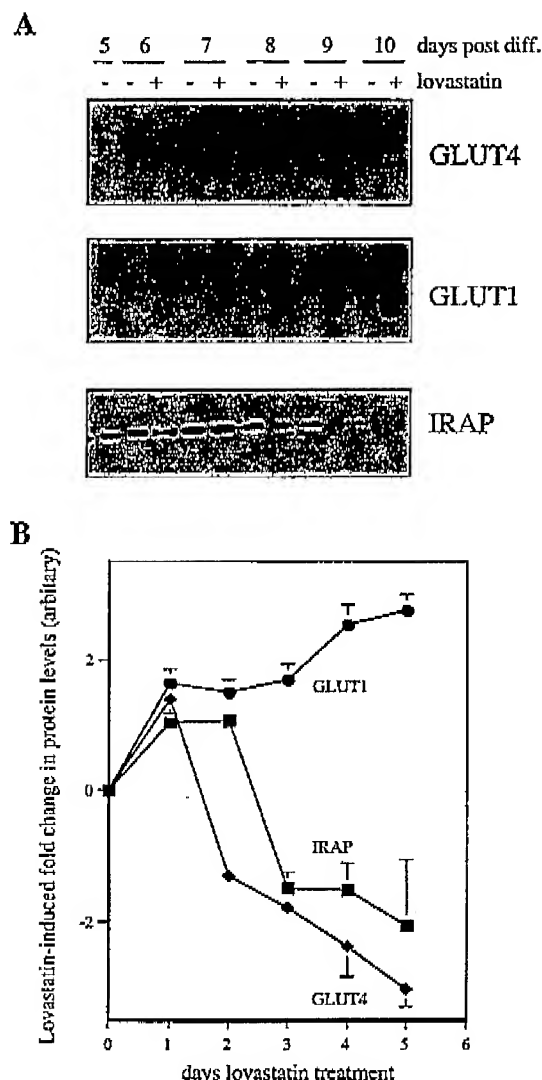 A
5 6 7 8 9 10 days post diff.
- - + - + - + - + - + lovastatin
GLUT4
GLUT1
IRAP
B
Lovastatin-induced fold change in protein levels (arbitary)
2
0
-2
GLUT1
IRAP
GLUT4
0 1 2 3 4 5 6
days lovastatin treatment